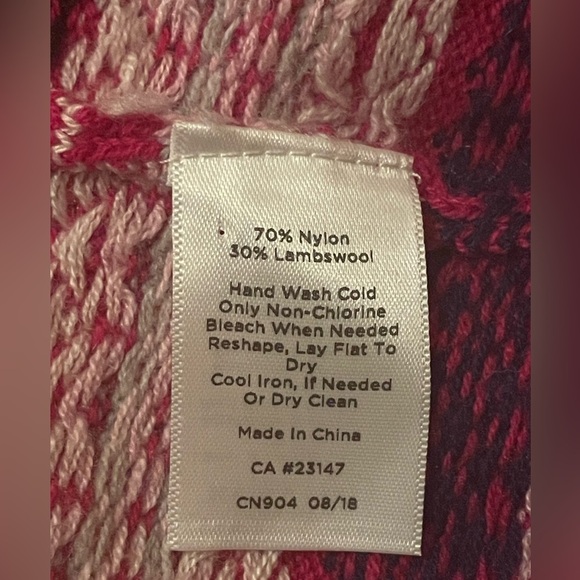 70% Nylon
30% Lambswool
Hand Wash Cold
Only Non-Chlorine
Bleach When Needed
Reshape, Lay Flat To
Dry
Cool Iron, If Needed
Or Dry Clean
Made In China
CA #23147
CN904 08/18